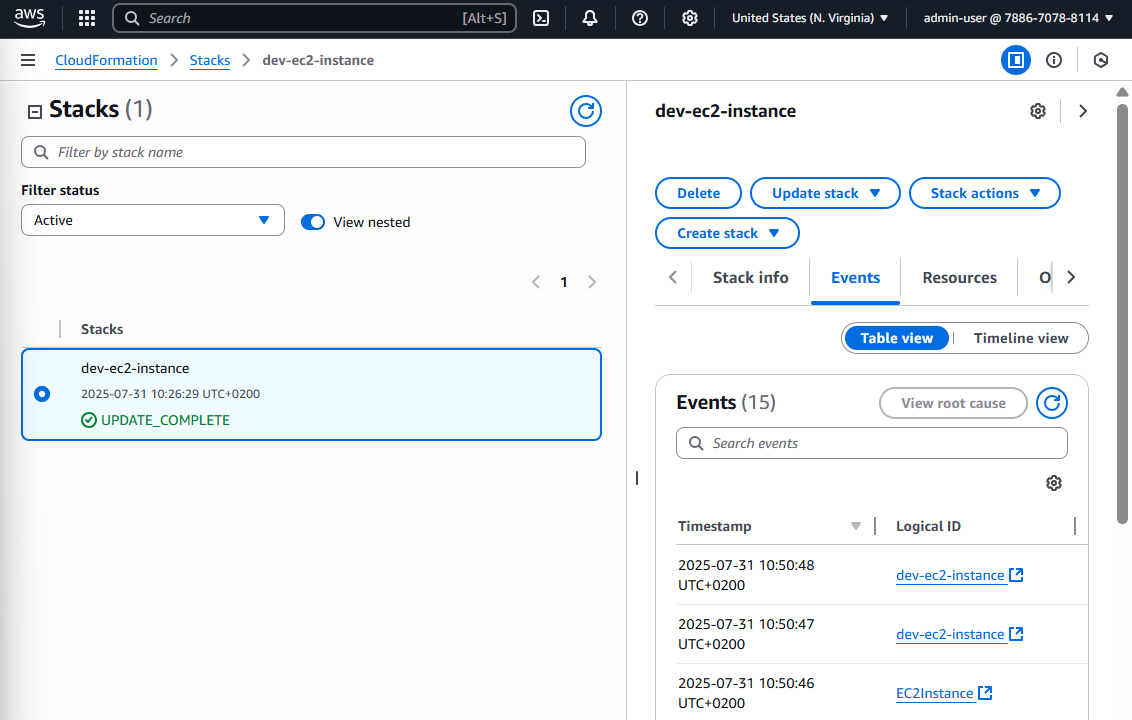 aws
Search [Alt+S]
United States (N. Virginia)
admin-user @ 7886-7078-8114
CloudFormation
Stacks
dev-ec2-instance
Stacks (1)
Filter by stack name
Filter status
Active
View nested
1
Stacks
dev-ec2-instance
2025-07-31 10:26:29 UTC+0200
UPDATE_COMPLETE
dev-ec2-instance
Delete
Update stack
Stack actions
Create stack
Stack info
Events
Resources
O
Table view
Timeline view
Events (15)
View root cause
Search events
Timestamp
Logical ID
2025-07-31 10:50:48
UTC+0200
dev-ec2-instance
2025-07-31 10:50:47
UTC+0200
dev-ec2-instance
2025-07-31 10:50:46
UTC+0200
EC2Instance